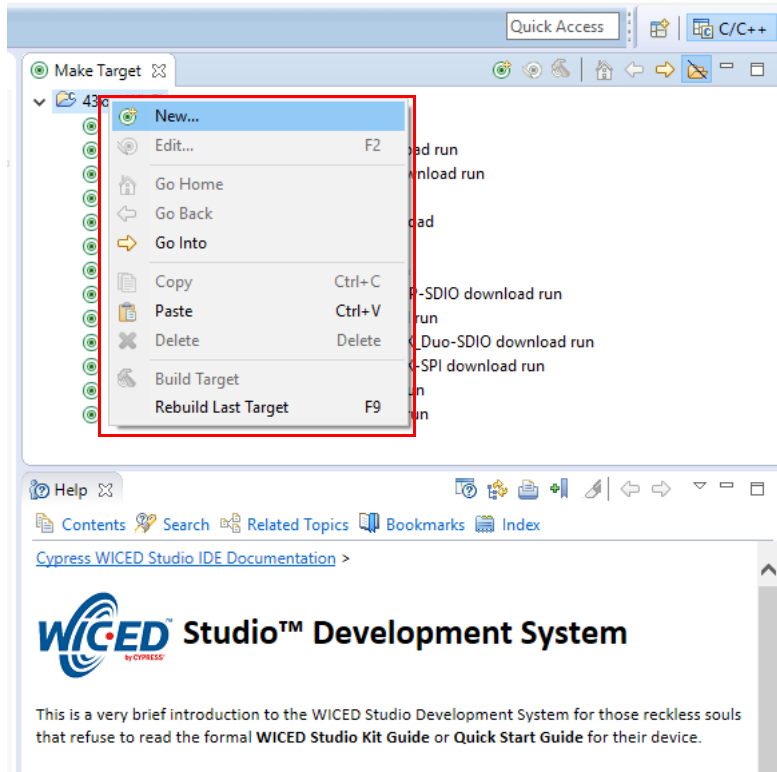 Quick Access
C/C++
Make Target
New...
Edit... F2
ad run
Go Home
wnload run
Go Back
oad
Go Into
Copy Ctrl+C
P-SDIO download run
Paste Ctrl+V
run
Delete Delete
_Duo-SDIO download run
Build Target
-SPI download run
Rebuild Last Target F9
un
run
Help
Contents Search Related Topics Bookmarks Index
Cypress WICED Studio IDE Documentation >
WICED™ Studio™ Development System
by CYPRESS
This is a very brief introduction to the WICED Studio Development System for those reckless souls
that refuse to read the formal WICED Studio Kit Guide or Quick Start Guide for their device.